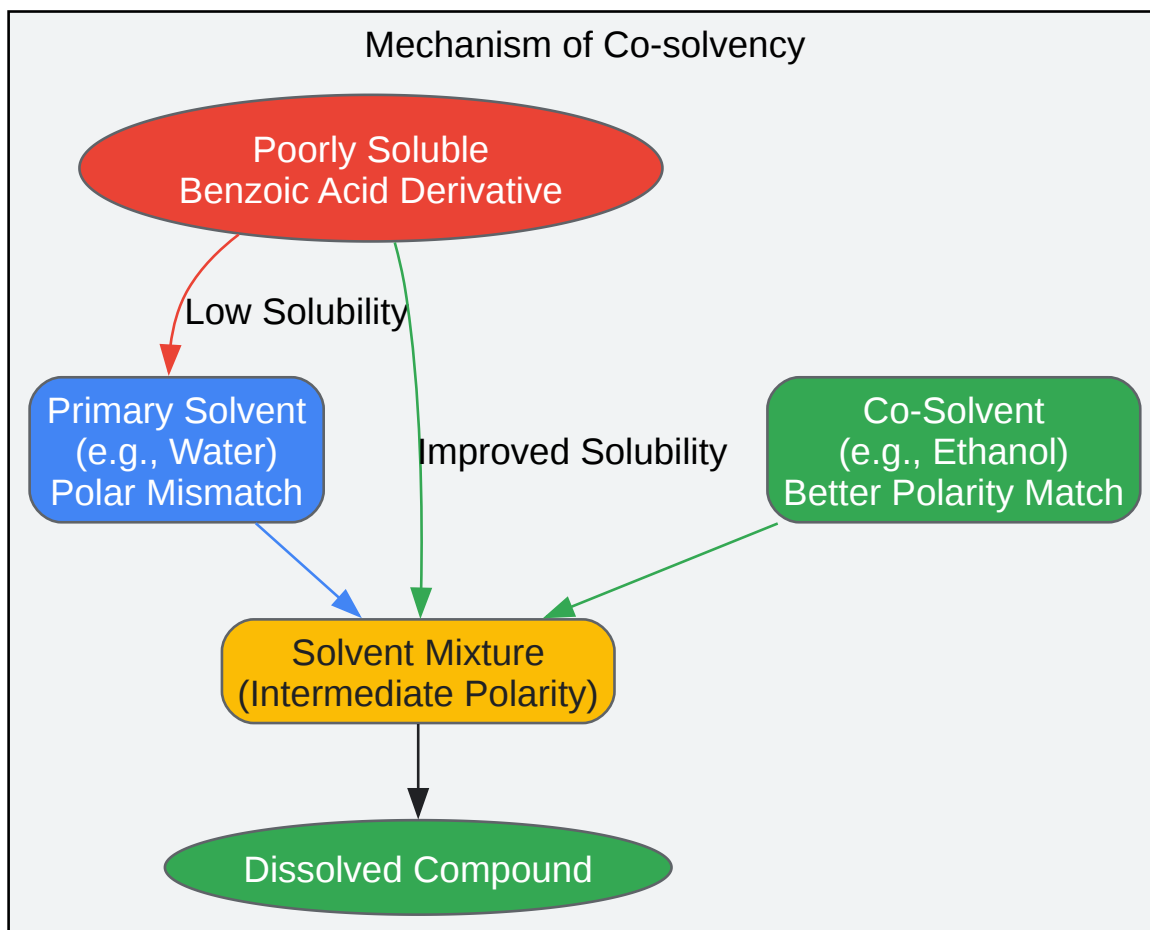 Mechanism of Co-solvency
Poorly Soluble
Benzoic Acid Derivative
Low Solubility
Primary Solvent
(e.g., Water)
Polar Mismatch
Improved Solubility
Co-Solvent
(e.g., Ethanol)
Better Polarity Match
Solvent Mixture
(Intermediate Polarity)
Dissolved Compound